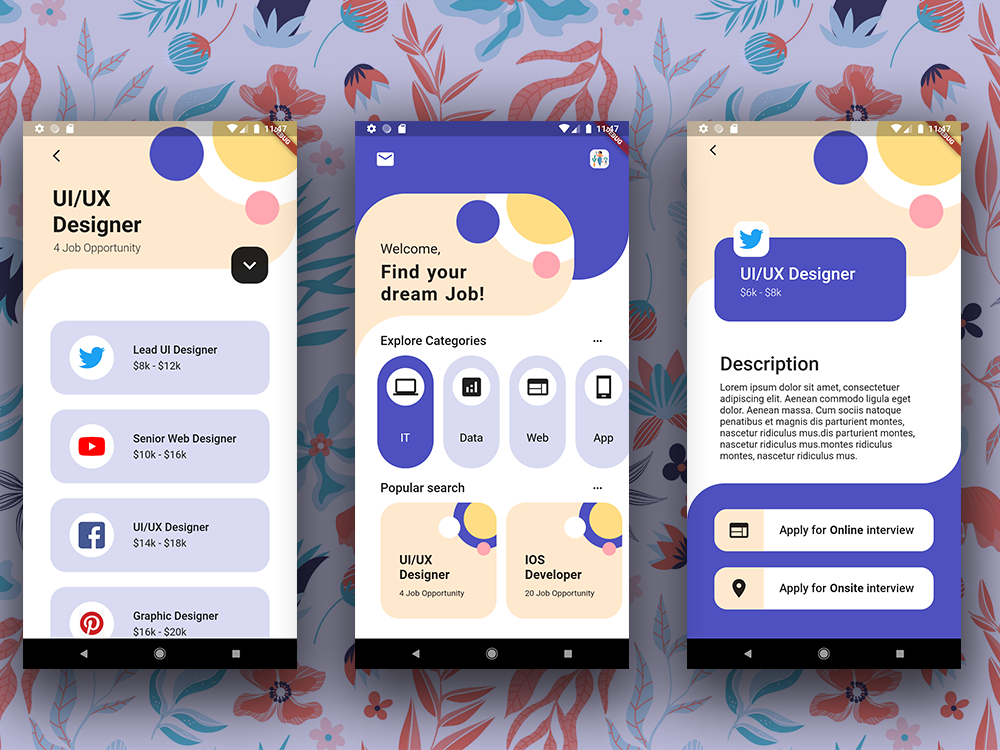 11:47
DEBUG
UI/UX
Designer
4 Job Opportunity
Lead UI Designer
$8k - $12k
Senior Web Designer
$10k - $16k
UI/UX Designer
$14k - $18k
Graphic Designer
$16k - $20k
11:47
DEBUG
Welcome,
Find your
dream Job!
Explore Categories
IT
Data
Web
App
Popular search
UI/UX
Designer
4 Job Opportunity
IOS
Developer
20 Job Opportunity
11:47
DEBUG
UI/UX Designer
$6k - $8k
Description
Lorem ipsum dolor sit amet, consectetuer
adipiscing elit. Aenean commodo ligula eget
dolor. Aenean massa. Cum sociis natoque
penatibus et magnis dis parturient montes,
nascetur ridiculus mus.dis parturient montes,
nascetur ridiculus mus.montes ridiculus
montes, nascetur ridiculus mus.
Apply for Online interview
Apply for Onsite interview